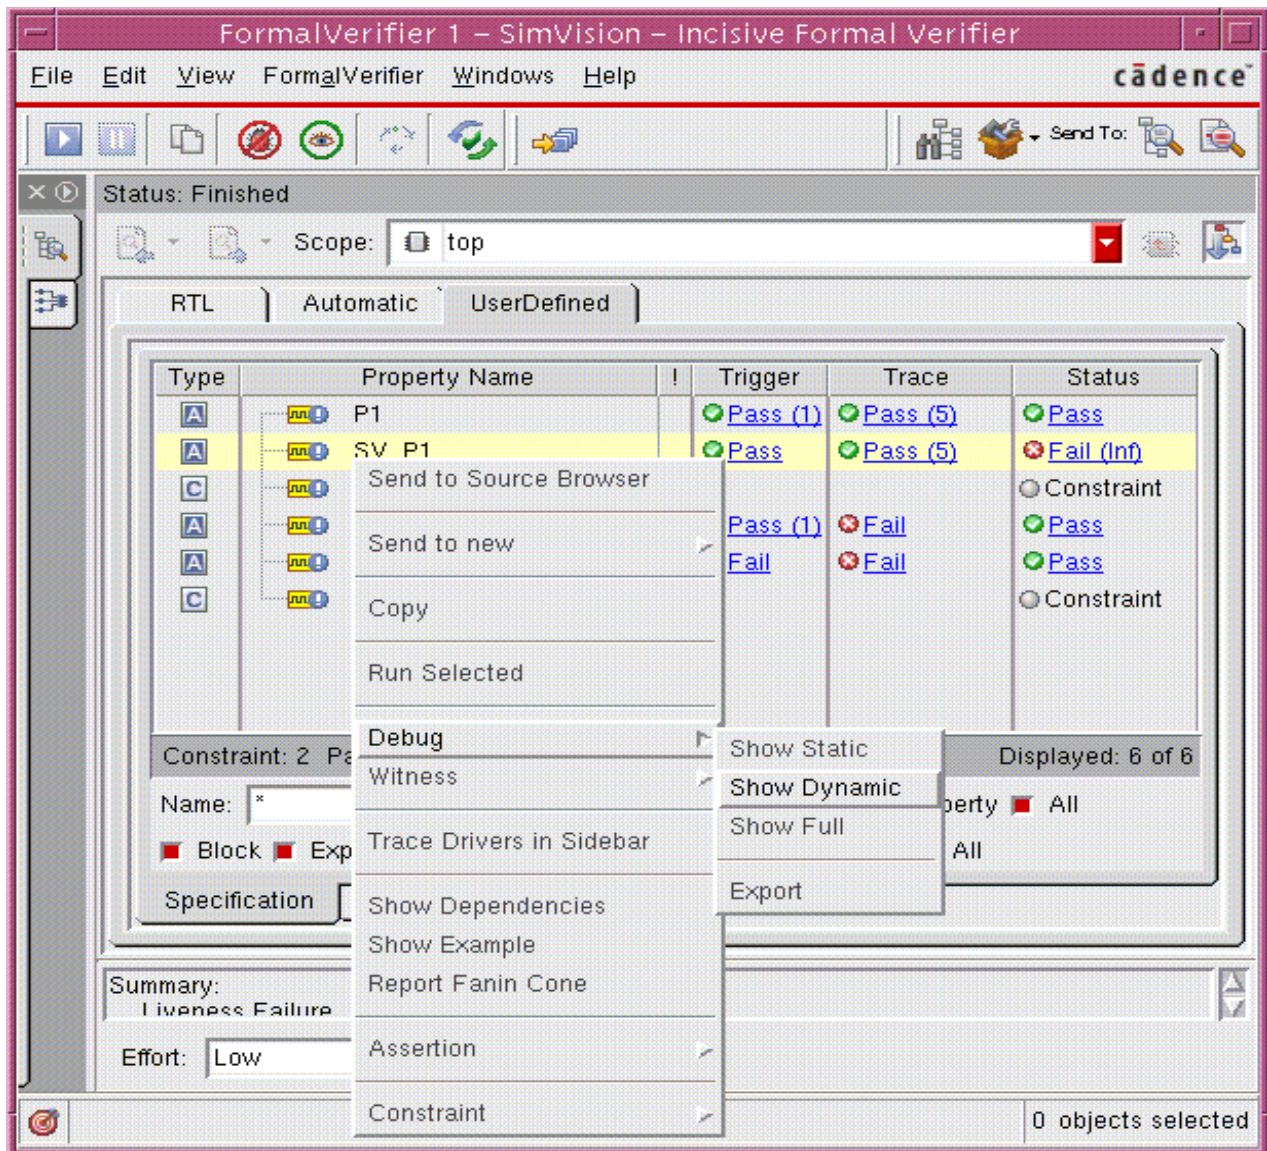 FormalVerifier 1 – SimVision – Incisive Formal Verifier
File Edit View FormalVerifier Windows Help cādence
Send To:
Status: Finished
Scope: top
RTL Automatic UserDefined
Type Property Name ! Trigger Trace Status
A P1 Pass (1) Pass (5) Pass
A SV_P1 Pass Pass (5) Fail (Inf)
C Constraint
A Pass (1) Fail Pass
A Fail Fail Pass
C Constraint
Send to Source Browser
Send to new
Copy
Run Selected
Debug
Witness
Trace Drivers in Sidebar
Show Dependencies
Show Example
Report Fanin Cone
Assertion
Constraint
Show Static
Show Dynamic
Show Full
Export
Constraint: 2 Displayed: 6 of 6
Name: * All
Block All
Specification
Summary:
Liveness Failure
Effort: Low
0 objects selected